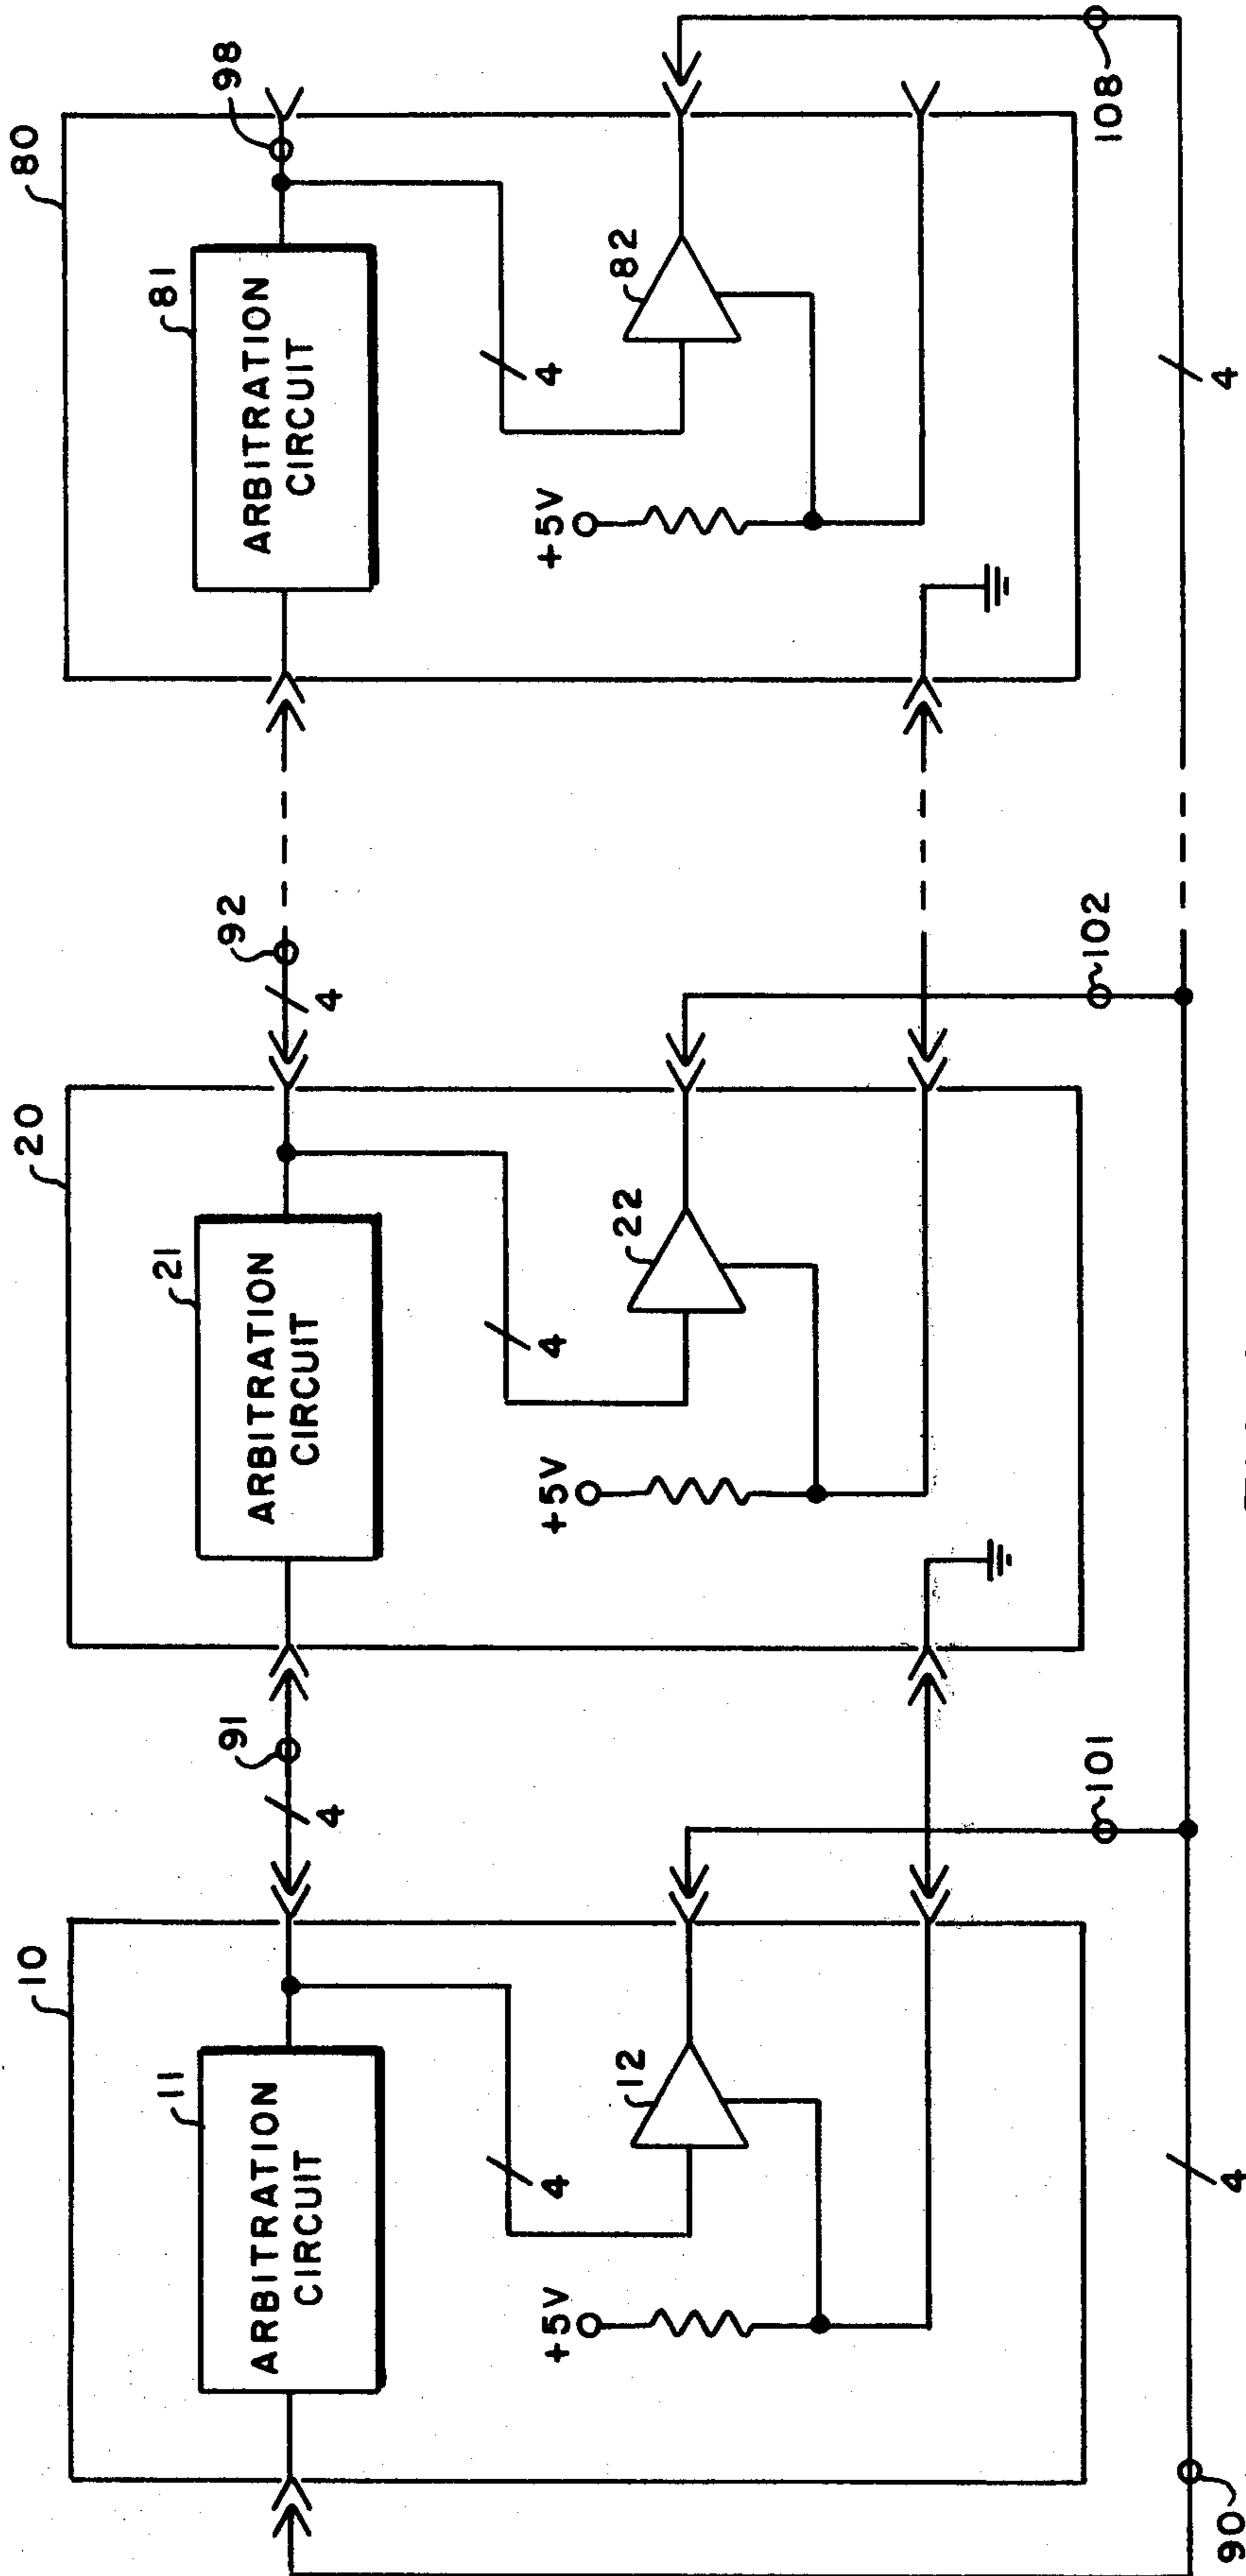 10
11
ARBITRATION
CIRCUIT
4
12
+5V
91
4
101
20
21
ARBITRATION
CIRCUIT
4
22
+5V
92
4
102
80
81
ARBITRATION
CIRCUIT
98
4
82
+5V
108
90
4
4